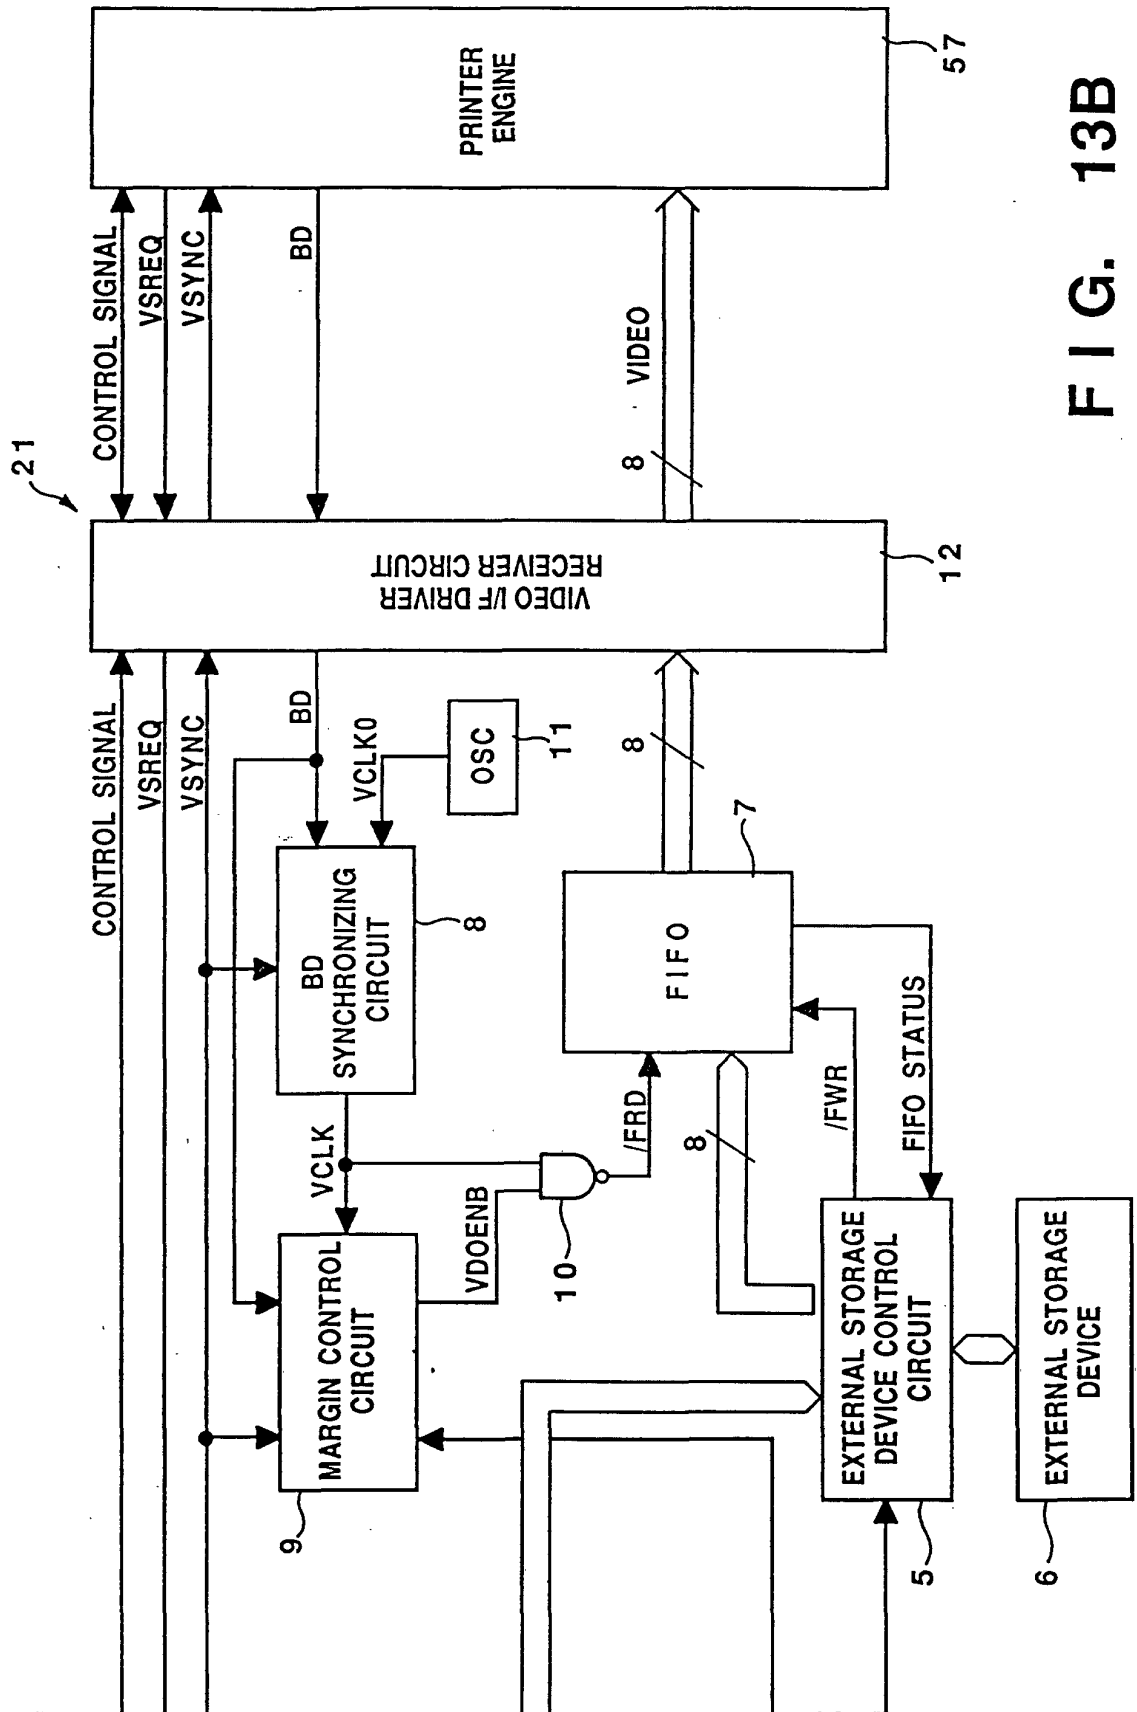 21
CONTROL SIGNAL
VSREQ
VSYNC
BD
CONTROL SIGNAL
VSREQ
VSYNC
BD
VCLK0
OSC
11
BD
SYNCHRONIZING
CIRCUIT
8
VCLK
MARGIN CONTROL
CIRCUIT
9
VDOENB
10
/FRD
FIFO
7
8
8
/FWR
FIFO STATUS
EXTERNAL STORAGE
DEVICE CONTROL
CIRCUIT
5
EXTERNAL STORAGE
DEVICE
6
VIDEO I/F DRIVER
RECEIVER CIRCUIT
12
VIDEO
8
PRINTER
ENGINE
57
FIG. 13B